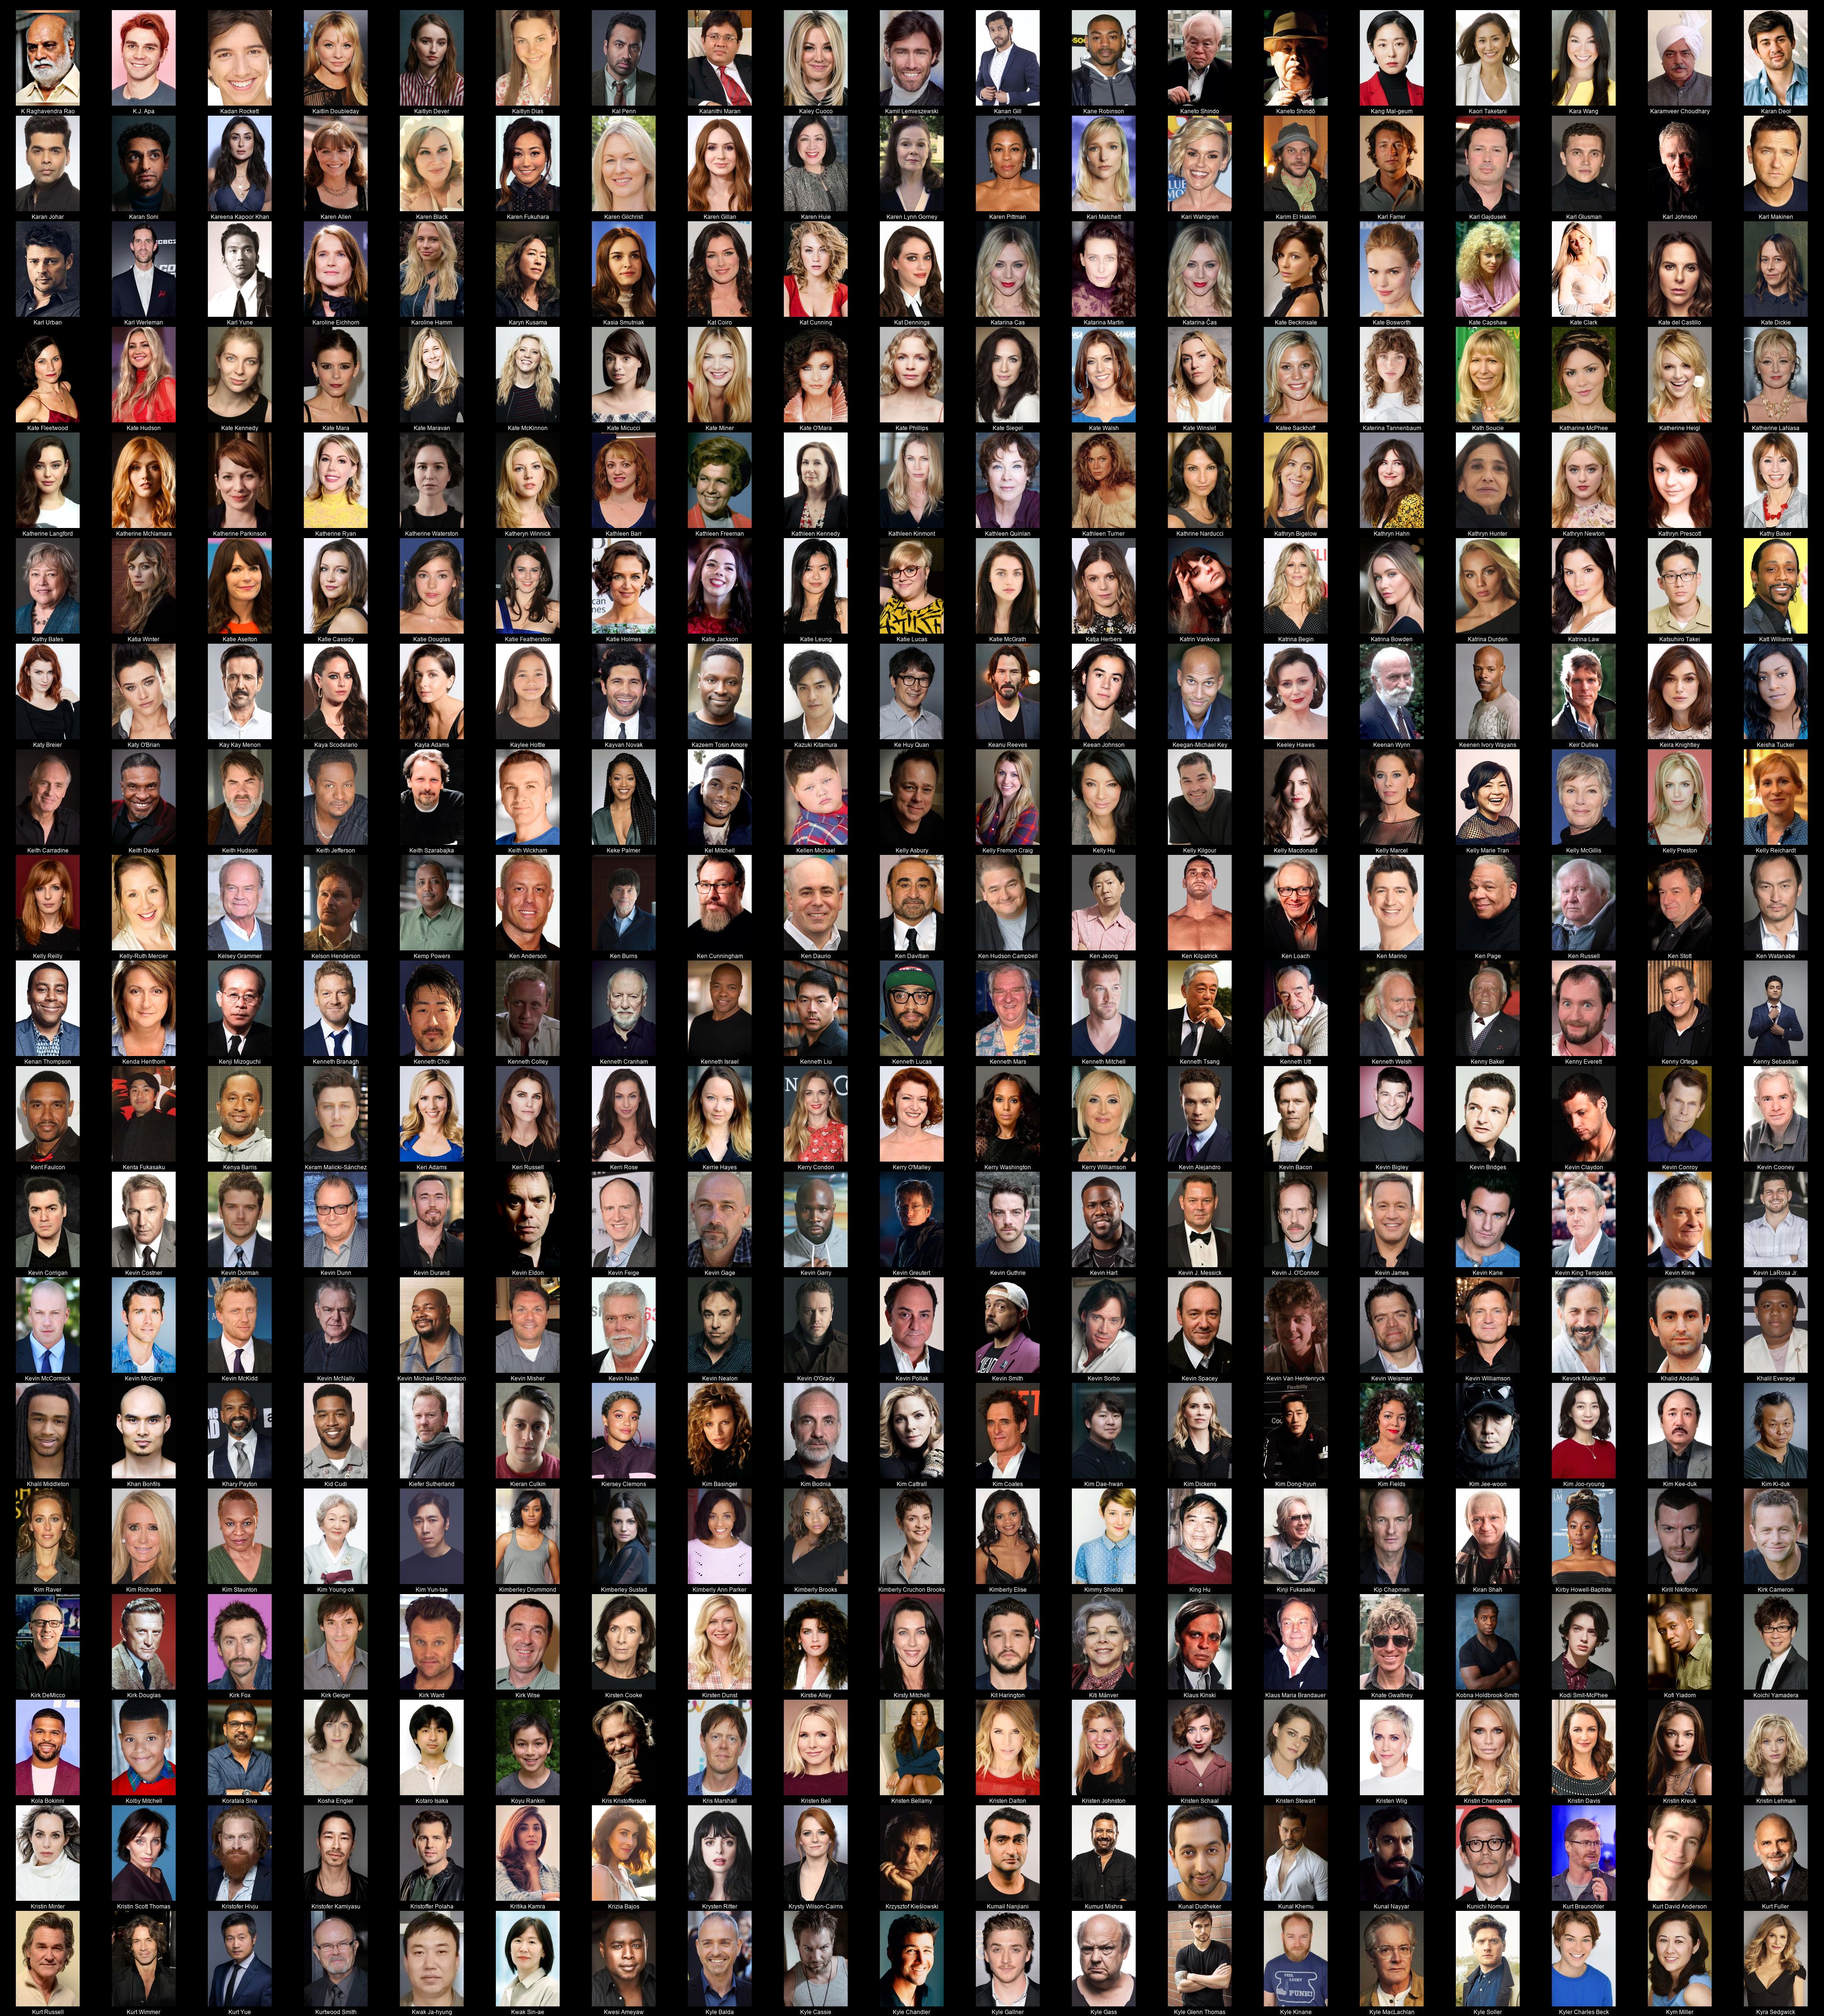 K Raghavendra Rao K.J. Apa Kadan Rockett Kaitlin Doubleday Kaitlyn Dever Kaitlyn Dias Kal Penn Kalanithi Maran Kaley Cuoco Kamil Lemieszewski Kanan Gill Kane Robinson Kaneto Shindo Kaneto Shindô Kang Mal-geum Kaori Taketani Kara Wang Karamveer Choudhary Karan Deol
Karan Johar Karan Soni Kareena Kapoor Khan Karen Allen Karen Black Karen Fukuhara Karen Gilchrist Karen Gillan Karen Huie Karen Lynn Gorney Karen Pittman Kari Matchett Kari Wahlgren Karim El Hakim Karl Farrer Karl Gajdusek Karl Glusman Karl Johnson Karl Makinen
Karl Urban Karl Werleman Karl Yune Karoline Eichhorn Karoline Hamm Karyn Kusama Kasia Smutniak Kat Coiro Kat Cunning Kat Dennings Katarina Cas Katarina Martin Katarina Čas Kate Beckinsale Kate Bosworth Kate Capshaw Kate Clark Kate del Castillo Kate Dickie
Kate Fleetwood Kate Hudson Kate Kennedy Kate Mara Kate Maravan Kate McKinnon Kate Micucci Kate Miner Kate O'Mara Kate Phillips Kate Siegel Kate Walsh Kate Winslet Katee Sackhoff Katerina Tannenbaum Kath Soucie Katharine McPhee Katherine Heigl Katherine LaNasa
Katherine Langford Katherine McNamara Katherine Parkinson Katherine Ryan Katherine Waterston Katheryn Winnick Kathleen Barr Kathleen Freeman Kathleen Kennedy Kathleen Kinmont Kathleen Quinlan Kathleen Turner Kathrine Narducci Kathryn Bigelow Kathryn Hahn Kathryn Hunter Kathryn Newton Kathryn Prescott Kathy Baker
Kathy Bates Katia Winter Katie Aselton Katie Cassidy Katie Douglas Katie Featherston Katie Holmes Katie Jackson Katie Leung Katie Lucas Katie McGrath Katja Herbers Katrin Vankova Katrina Begin Katrina Bowden Katrina Durden Katrina Law Katsuhiro Takei Katt Williams
Katy Breier Katy O'Brian Kay Kay Menon Kaya Scodelario Kayla Adams Kaylee Hottle Kayvan Novak Kazeem Tosin Amore Kazuki Kitamura Ke Huy Quan Keanu Reeves Keean Johnson Keegan-Michael Key Keeley Hawes Keenan Wynn Keenen Ivory Wayans Keir Dullea Keira Knightley Keisha Tucker
Keith Carradine Keith David Keith Hudson Keith Jefferson Keith Szarabajka Keith Wickham Keke Palmer Kel Mitchell Kellen Michael Kelly Asbury Kelly Fremon Craig Kelly Hu Kelly Kilgour Kelly Macdonald Kelly Marcel Kelly Marie Tran Kelly McGillis Kelly Preston Kelly Reichardt
Kelly Reilly Kelly-Ruth Mercier Kelsey Grammer Kelson Henderson Kemp Powers Ken Anderson Ken Burns Ken Cunningham Ken Daurio Ken Davitian Ken Hudson Campbell Ken Jeong Ken Kilpatrick Ken Loach Ken Marino Ken Page Ken Russell Ken Stott Ken Watanabe
Kenan Thompson Kenda Henthorn Kenji Mizoguchi Kenneth Branagh Kenneth Choi Kenneth Colley Kenneth Cranham Kenneth Israel Kenneth Liu Kenneth Lucas Kenneth Mars Kenneth Mitchell Kenneth Tsang Kenneth Utt Kenneth Welsh Kenny Baker Kenny Everett Kenny Ortega Kenny Sebastian
Kent Faulcon Kenta Fukasaku Kenya Barris Keram Malicki-Sánchez Keri Adams Keri Russell Kerri Rose Kerrie Hayes Kerry Condon Kerry O'Malley Kerry Washington Kerry Williamson Kevin Alejandro Kevin Bacon Kevin Bigley Kevin Bridges Kevin Claydon Kevin Conroy Kevin Cooney
Kevin Corrigan Kevin Costner Kevin Dorman Kevin Dunn Kevin Durand Kevin Eldon Kevin Feige Kevin Gage Kevin Garry Kevin Greutert Kevin Guthrie Kevin Hart Kevin J. Messick Kevin J. O'Connor Kevin James Kevin Kane Kevin King Templeton Kevin Kline Kevin LaRosa Jr.
Kevin McCormick Kevin McGarry Kevin McKidd Kevin McNally Kevin Michael Richardson Kevin Misher Kevin Nash Kevin Nealon Kevin O'Grady Kevin Pollak Kevin Smith Kevin Sorbo Kevin Spacey Kevin Van Hentenryck Kevin Weisman Kevin Williamson Kevork Malikyan Khalid Abdalla Khalil Everage
Khalil Middleton Khan Bonfils Khary Payton Kid Cudi Kiefer Sutherland Kieran Culkin Kiersey Clemons Kim Basinger Kim Bodnia Kim Cattrall Kim Coates Kim Dae-hwan Kim Dickens Kim Dong-hyun Kim Fields Kim Jee-woon Kim Joo-ryoung Kim Kee-duk Kim Ki-duk
Kim Raver Kim Richards Kim Staunton Kim Young-ok Kim Yun-tae Kimberley Drummond Kimberley Sustad Kimberly Ann Parker Kimberly Brooks Kimberly Cruchon Brooks Kimberly Elise Kimmy Shields King Hu Kinji Fukasaku Kip Chapman Kiran Shah Kirby Howell-Baptiste Kirill Nikiforov Kirk Cameron
Kirk DeMicco Kirk Douglas Kirk Fox Kirk Geiger Kirk Ward Kirk Wise Kirsten Cooke Kirsten Dunst Kirstie Alley Kirsty Mitchell Kit Harington Kiti Mánver Klaus Kinski Klaus Maria Brandauer Knate Gwaltney Kobna Holdbrook-Smith Kodi Smit-McPhee Kofi Yiadom Koichi Yamadera
Kola Bokinni Kolby Mitchell Koratala Siva Kosha Engler Kotaro Isaka Koyu Rankin Kris Kristofferson Kris Marshall Kristen Bell Kristen Bellamy Kristen Dalton Kristen Johnston Kristen Schaal Kristen Stewart Kristen Wiig Kristin Chenoweth Kristin Davis Kristin Kreuk Kristin Lehman
Kristin Minter Kristin Scott Thomas Kristofer Hivju Kristofer Kamiyasu Kristoffer Polaha Kritika Kamra Krizia Bajos Krysten Ritter Krysty Wilson-Cairns Krzysztof Kieślowski Kumail Nanjiani Kumud Mishra Kunal Dudheker Kunal Khemu Kunal Nayyar Kunichi Nomura Kurt Braunohler Kurt David Anderson Kurt Fuller
Kurt Russell Kurt Wimmer Kurt Yue Kurtwood Smith Kwak Ja-hyung Kwak Sin-ae Kwesi Ameyaw Kyle Balda Kyle Cassie Kyle Chandler Kyle Gallner Kyle Gass Kyle Glenn Thomas Kyle Kinane Kyle MacLachlan Kyle Soller Kyler Charles Beck Kym Miller Kyra Sedgwick